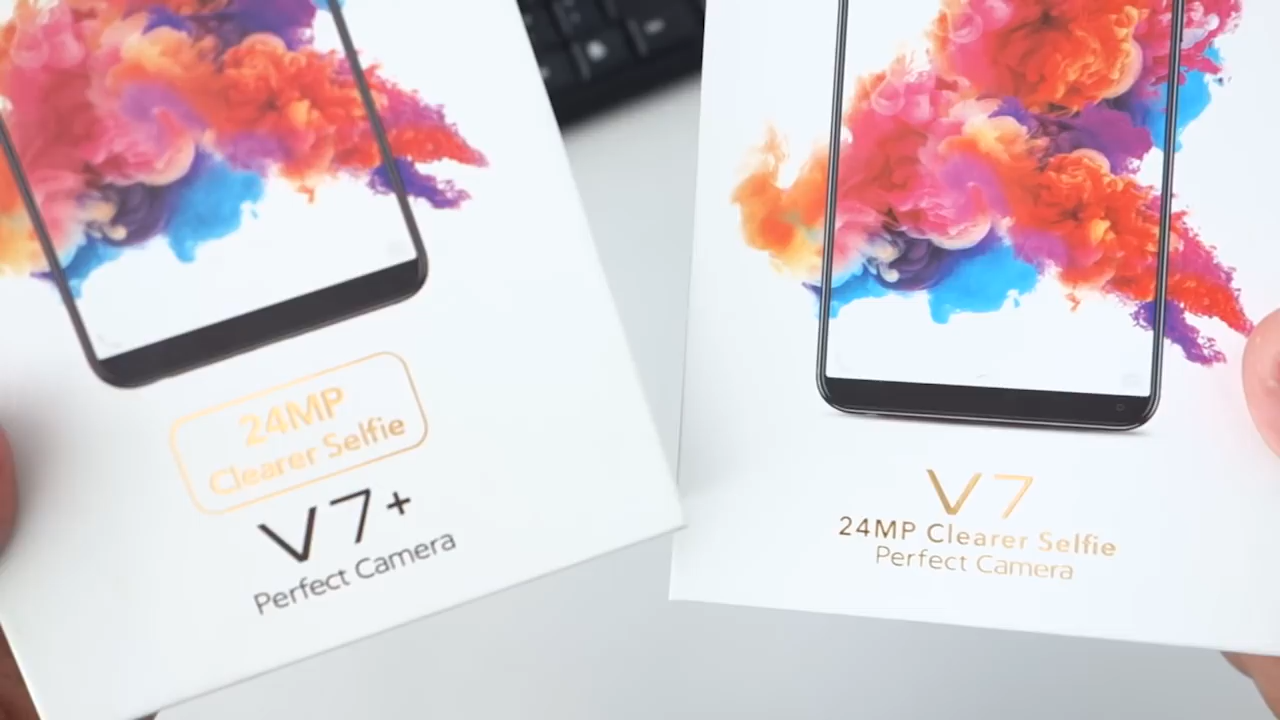 24MP
Clearer Selfie
V7+
Perfect Camera
V7
24MP Clearer Selfie
Perfect Camera